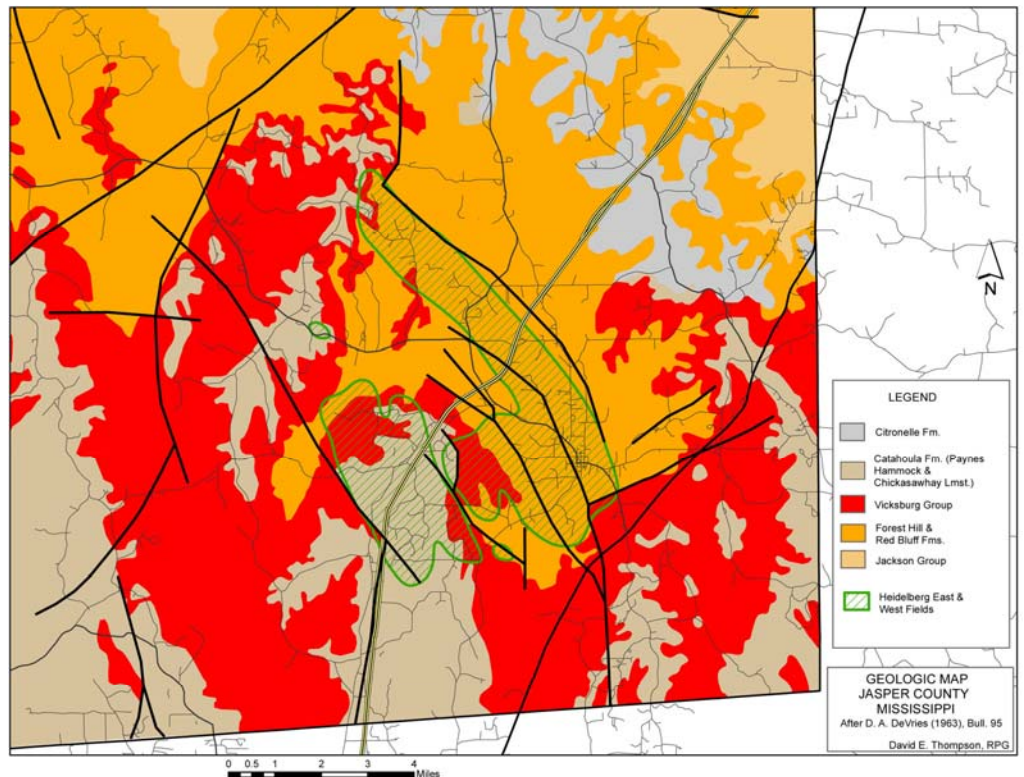 N
LEGEND
Citronelle Fm.
Catahoula Fm. (Paynes
Hammock &
Chickasawhay Lmst.)
Vicksburg Group
Forest Hill &
Red Bluff Fms.
Jackson Group
Heidelberg East &
West Fields
GEOLOGIC MAP
JASPER COUNTY
MISSISSIPPI
After D. A. DeVries (1963), Bull. 95
David E. Thompson, RPG
0 0.5 1 2 3 4
Miles